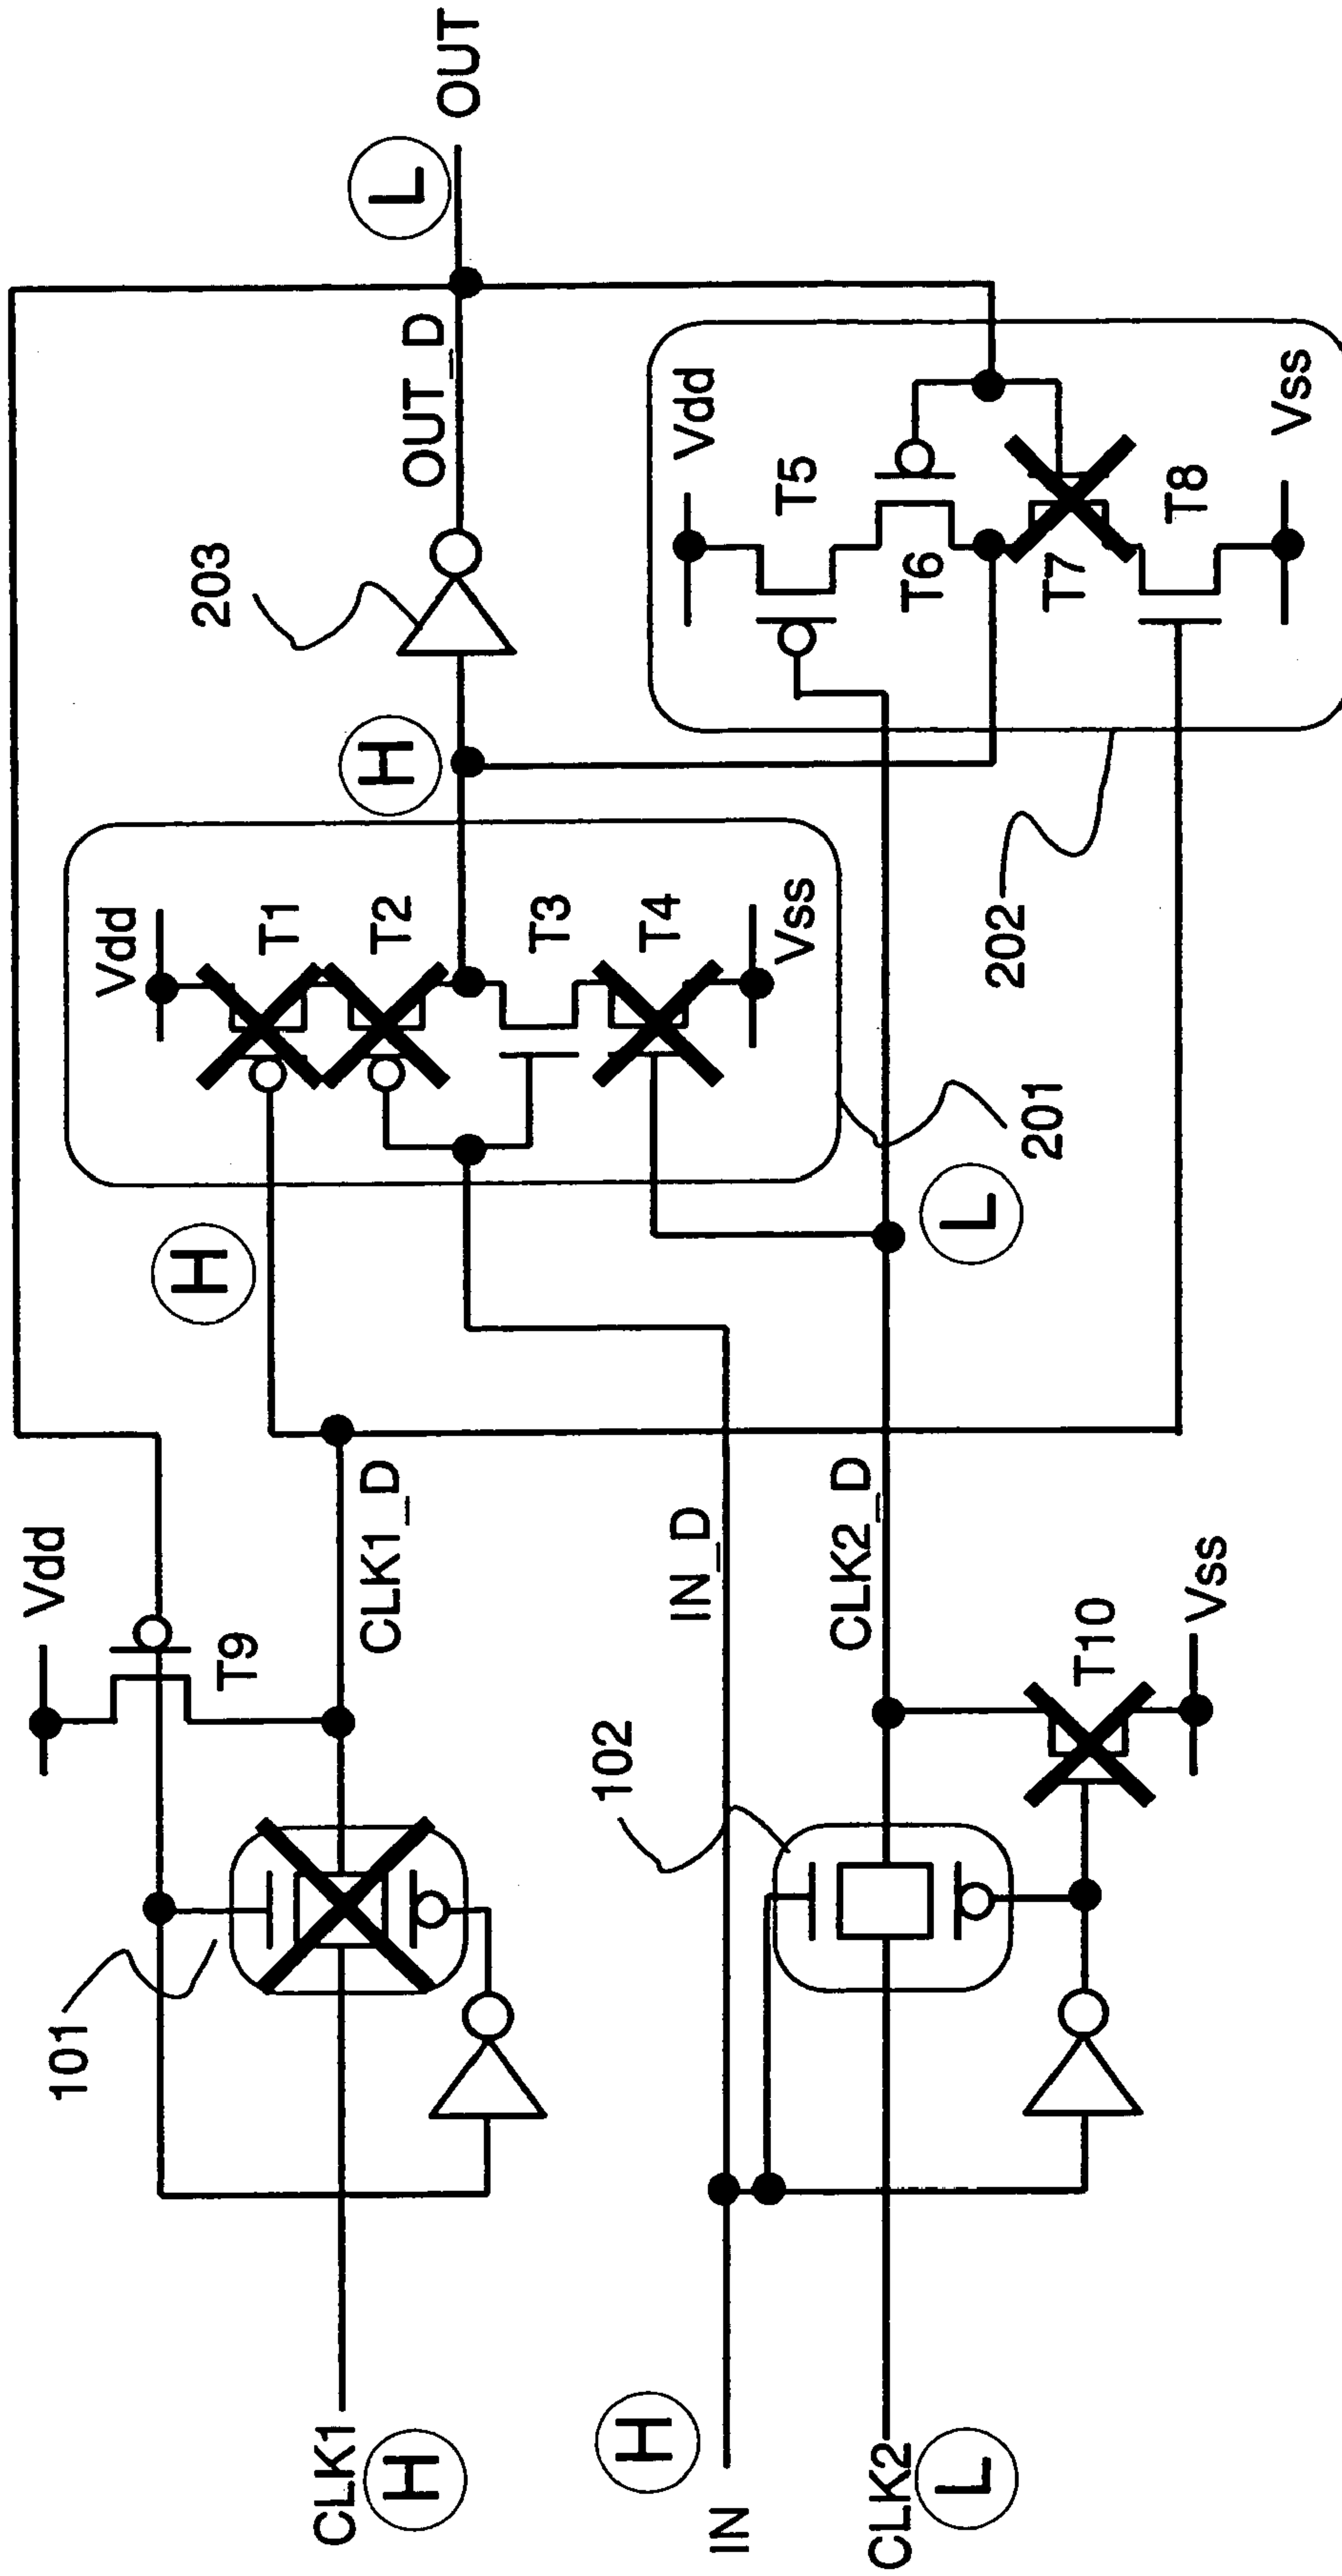 CLK1
H
IN
H
CLK2
L
101
Vdd
T9
CLK1_D
102
IN_D
CLK2_D
T10
Vss
H
L
201
Vdd
T1
T2
T3
T4
Vss
H
203
OUT_D
L
OUT
202
Vdd
T5
T6
T7
T8
Vss